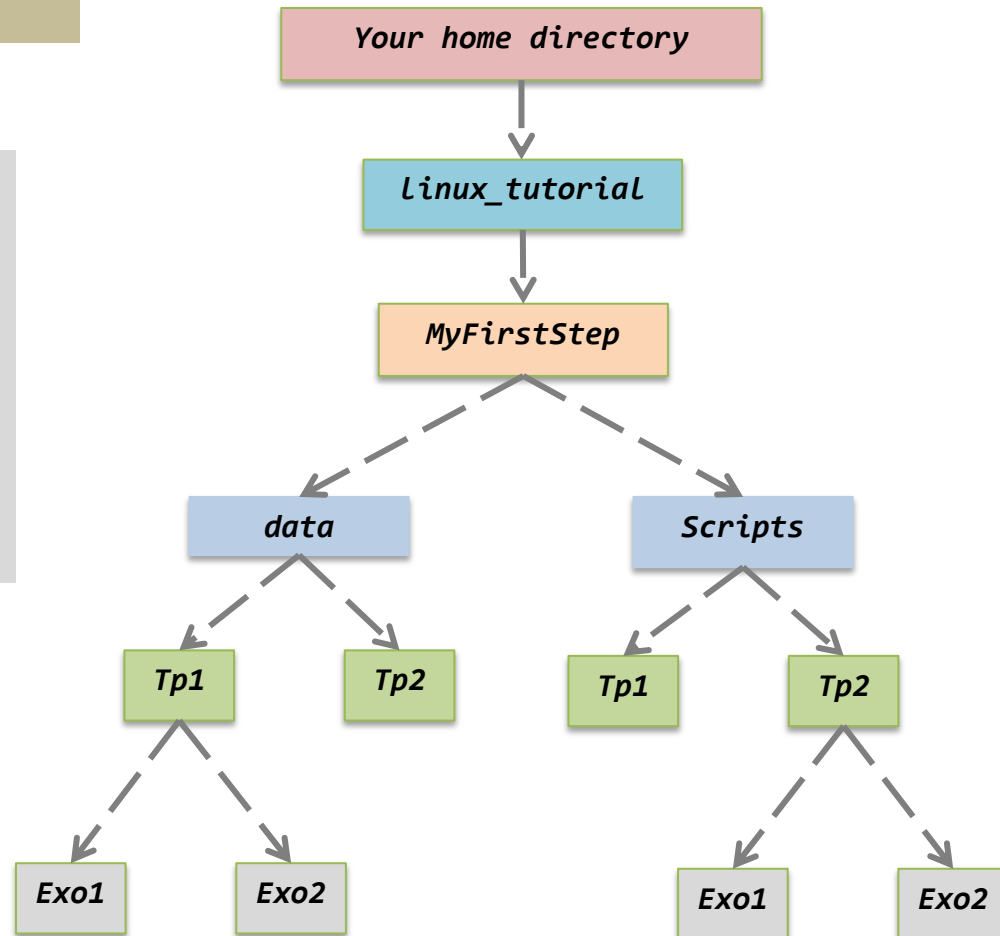 Your home directory
linux_tutorial
MyFirstStep
data
Scripts
Tp1
Tp2
Tp1
Tp2
Exo1
Exo2
Exo1
Exo2